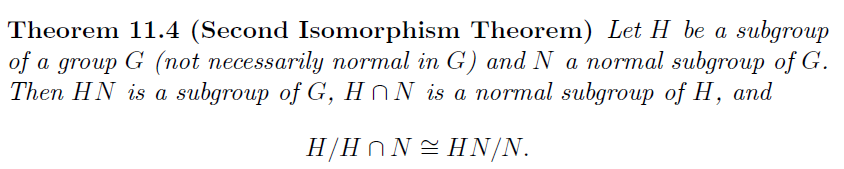 Theorem 11.4 (Second Isomorphism Theorem) Let H be a subgroup
of a group G (not necessarily normal in G) and N a normal subgroup of G.
Then HN is a subgroup of G, H ∩ N is a normal subgroup of H, and
H/H ∩ N ≅ HN/N.